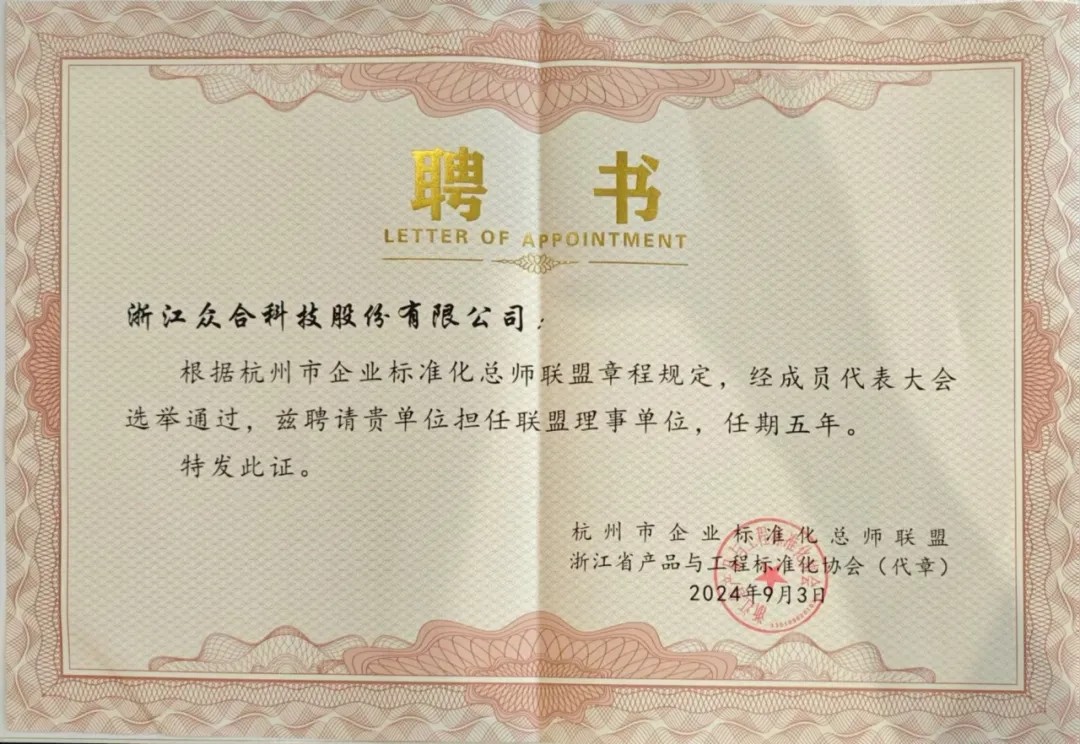 聘 书
LETTER OF APPOINTMENT
浙江众合科技股份有限公司：
根据杭州市企业标准化总师联盟章程规定，经成员代表大会
选举通过，兹聘请贵单位担任联盟理事单位，任期五年。
特发此证。
杭州市企业标准化总师联盟
浙江省产品与工程标准化协会（代章）
2024年9月3日